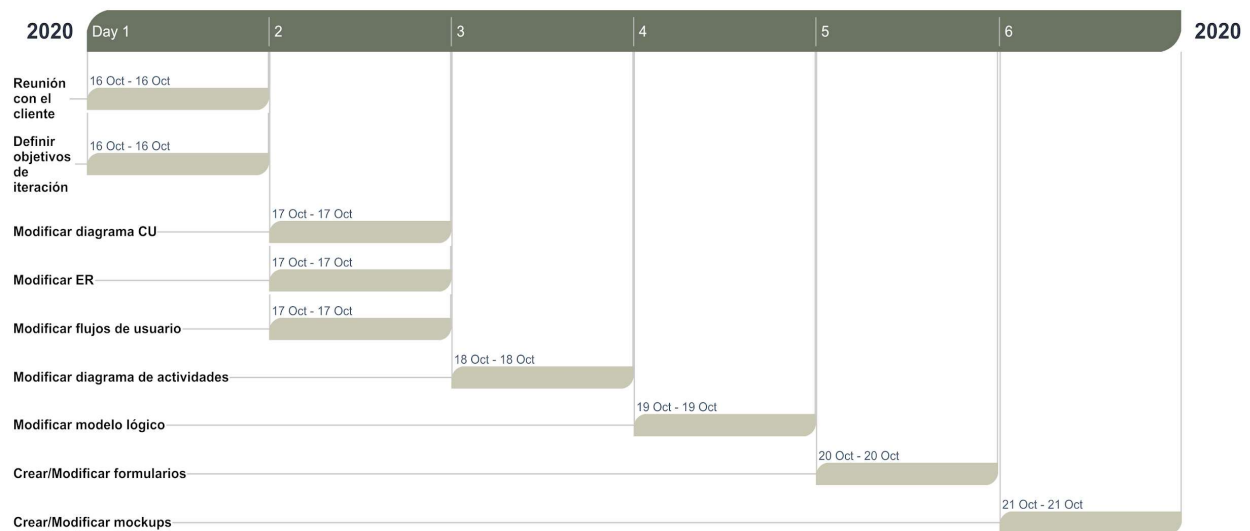 2020 Day 1 2 3 4 5 6 2020
16 Oct - 16 Oct
Reunión
con el
cliente
16 Oct - 16 Oct
Definir
objetivos
de
iteración
17 Oct - 17 Oct
Modificar diagrama CU
17 Oct - 17 Oct
Modificar ER
17 Oct - 17 Oct
Modificar flujos de usuario
18 Oct - 18 Oct
Modificar diagrama de actividades
19 Oct - 19 Oct
Modificar modelo lógico
20 Oct - 20 Oct
Crear/Modificar formularios
21 Oct - 21 Oct
Crear/Modificar mockups